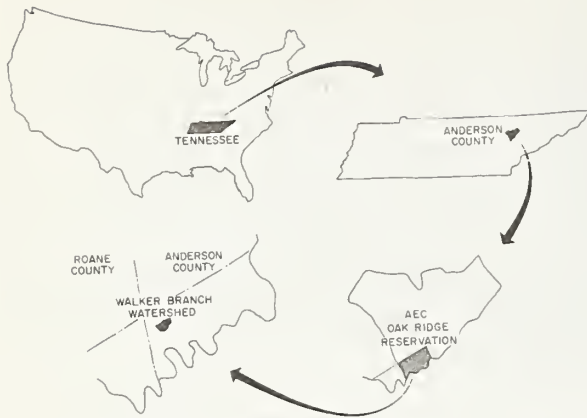 TENNESSEE
ANDERSON
COUNTY
ROANE
COUNTY
ANDERSON
COUNTY
WALKER BRANCH
WATERSHED
AEC
OAK RIDGE
RESERVATION